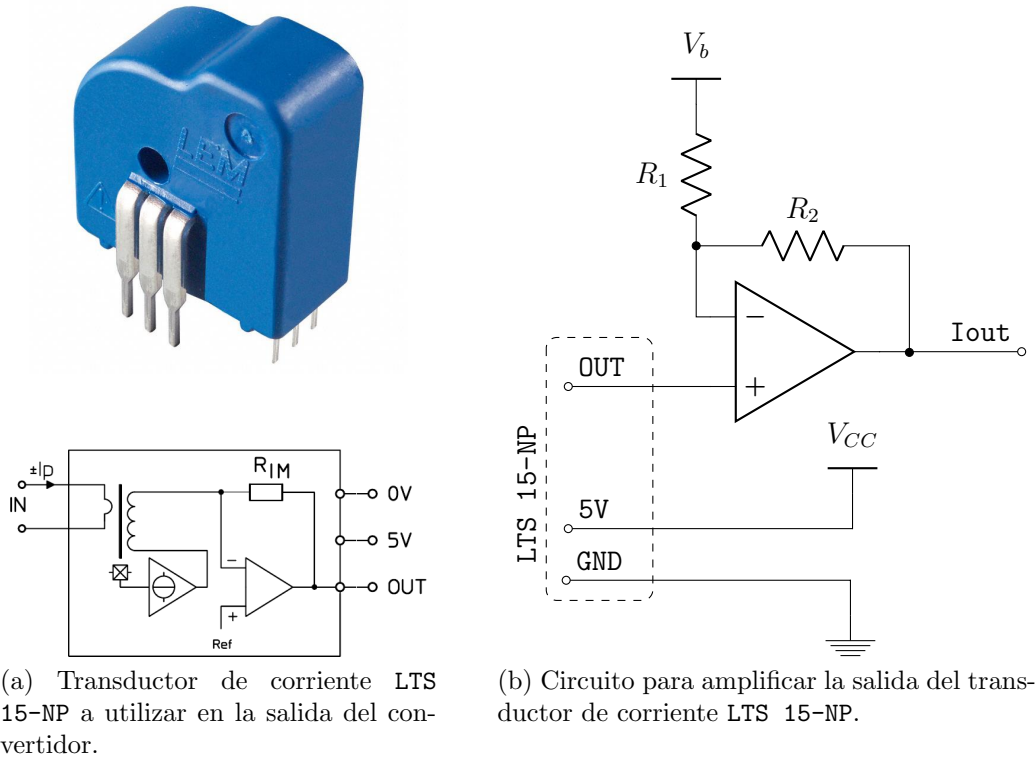 LEM
±Ip
IN
RIM
0V
5V
OUT
−
+
Ref
(a) Transductor de corriente LTS
15-NP a utilizar en la salida del con-
vertidor.
Vb
R1
R2
−
+
Iout
LTS 15-NP
OUT
VCC
5V
GND
(b) Circuito para amplificar la salida del trans-
ductor de corriente LTS 15-NP.